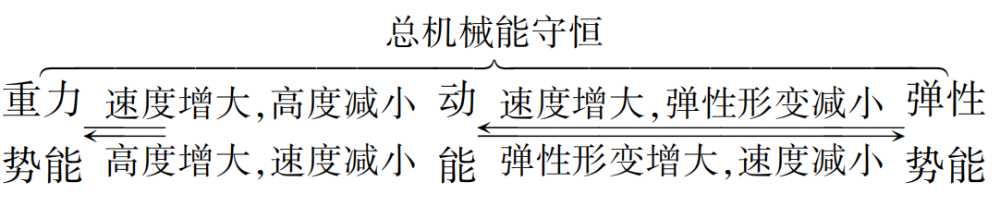 总机械能守恒
重力势能
速度增大,高度减小
高度增大,速度减小
动能
速度增大,弹性形变减小
弹性形变增大,速度减小
弹性势能